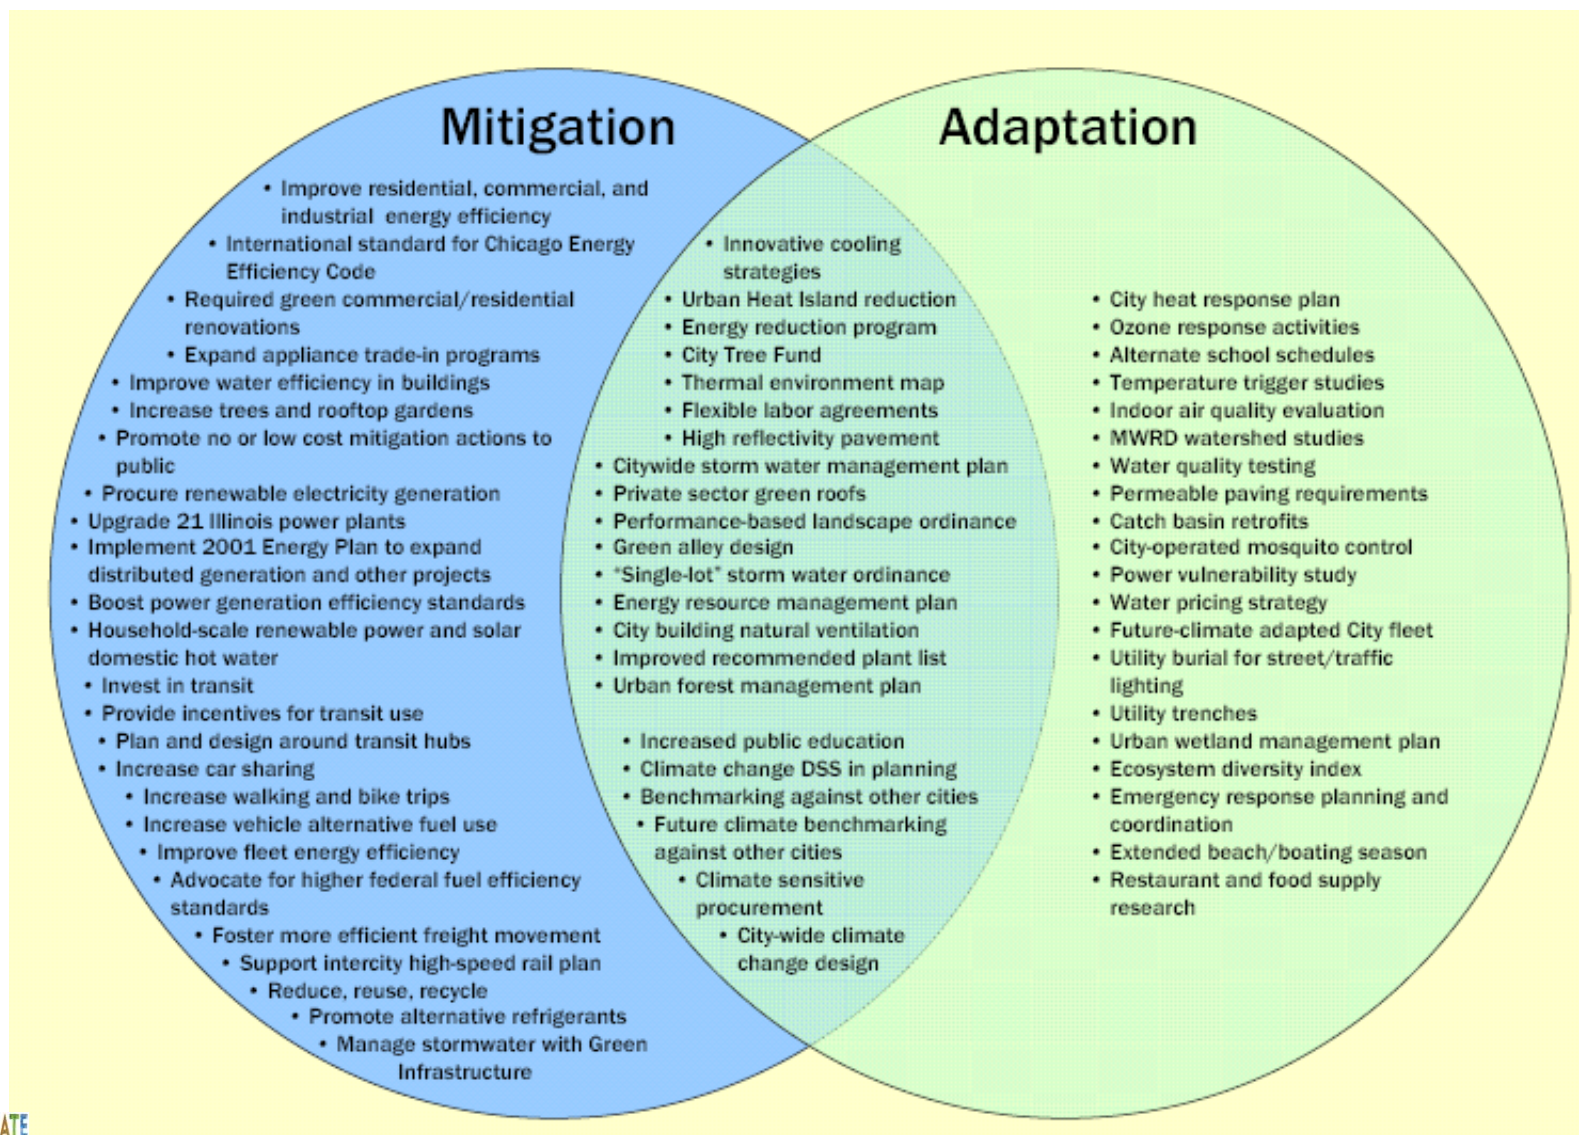 Mitigation
• Improve residential, commercial, and
industrial energy efficiency
• International standard for Chicago Energy
Efficiency Code
• Required green commercial/residential
renovations
• Expand appliance trade-in programs
• Improve water efficiency in buildings
• Increase trees and rooftop gardens
• Promote no or low cost mitigation actions to
public
• Procure renewable electricity generation
• Upgrade 21 Illinois power plants
• Implement 2001 Energy Plan to expand
distributed generation and other projects
• Boost power generation efficiency standards
• Household-scale renewable power and solar
domestic hot water
• Invest in transit
• Provide incentives for transit use
• Plan and design around transit hubs
• Increase car sharing
• Increase walking and bike trips
• Increase vehicle alternative fuel use
• Improve fleet energy efficiency
• Advocate for higher federal fuel efficiency
standards
• Foster more efficient freight movement
• Support intercity high-speed rail plan
• Reduce, reuse, recycle
• Promote alternative refrigerants
• Manage stormwater with Green
Infrastructure
• Innovative cooling
strategies
• Urban Heat Island reduction
• Energy reduction program
• City Tree Fund
• Thermal environment map
• Flexible labor agreements
• High reflectivity pavement
• Citywide storm water management plan
• Private sector green roofs
• Performance-based landscape ordinance
• Green alley design
• "Single-lot" storm water ordinance
• Energy resource management plan
• City building natural ventilation
• Improved recommended plant list
• Urban forest management plan
• Increased public education
• Climate change DSS in planning
• Benchmarking against other cities
• Future climate benchmarking
against other cities
• Climate sensitive
procurement
• City-wide climate
change design
Adaptation
• City heat response plan
• Ozone response activities
• Alternate school schedules
• Temperature trigger studies
• Indoor air quality evaluation
• MWRD watershed studies
• Water quality testing
• Permeable paving requirements
• Catch basin retrofits
• City-operated mosquito control
• Power vulnerability study
• Water pricing strategy
• Future-climate adapted City fleet
• Utility burial for street/traffic
lighting
• Utility trenches
• Urban wetland management plan
• Ecosystem diversity index
• Emergency response planning and
coordination
• Extended beach/boating season
• Restaurant and food supply
research
ATE